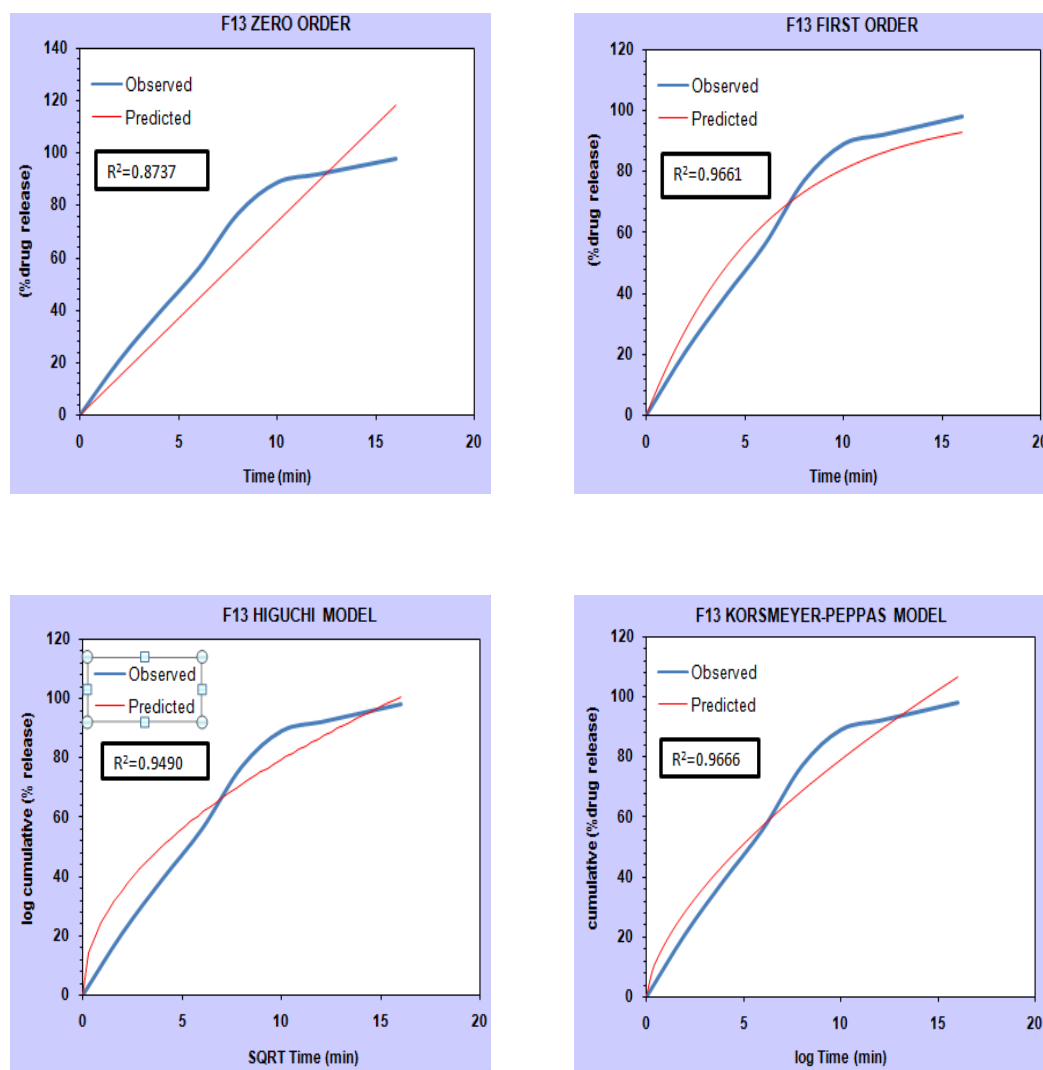 F13 ZERO ORDER
140
120
100
80
60
40
20
0
Observed
Predicted
R²=0.8737
(%drug release)
0 5 10 15 20
Time (min)
F13 FIRST ORDER
120
100
80
60
40
20
0
Observed
Predicted
R²=0.9661
(%drug release)
0 5 10 15 20
Time (min)
F13 HIGUCHI MODEL
120
100
80
60
40
20
0
Observed
Predicted
R²=0.9490
log cumulative (% release)
0 5 10 15 20
SQRT Time (min)
F13 KORSMEYER-PEPPAS MODEL
120
100
80
60
40
20
0
Observed
Predicted
R²=0.9666
cumulative (%drug release)
0 5 10 15 20
log Time (min)